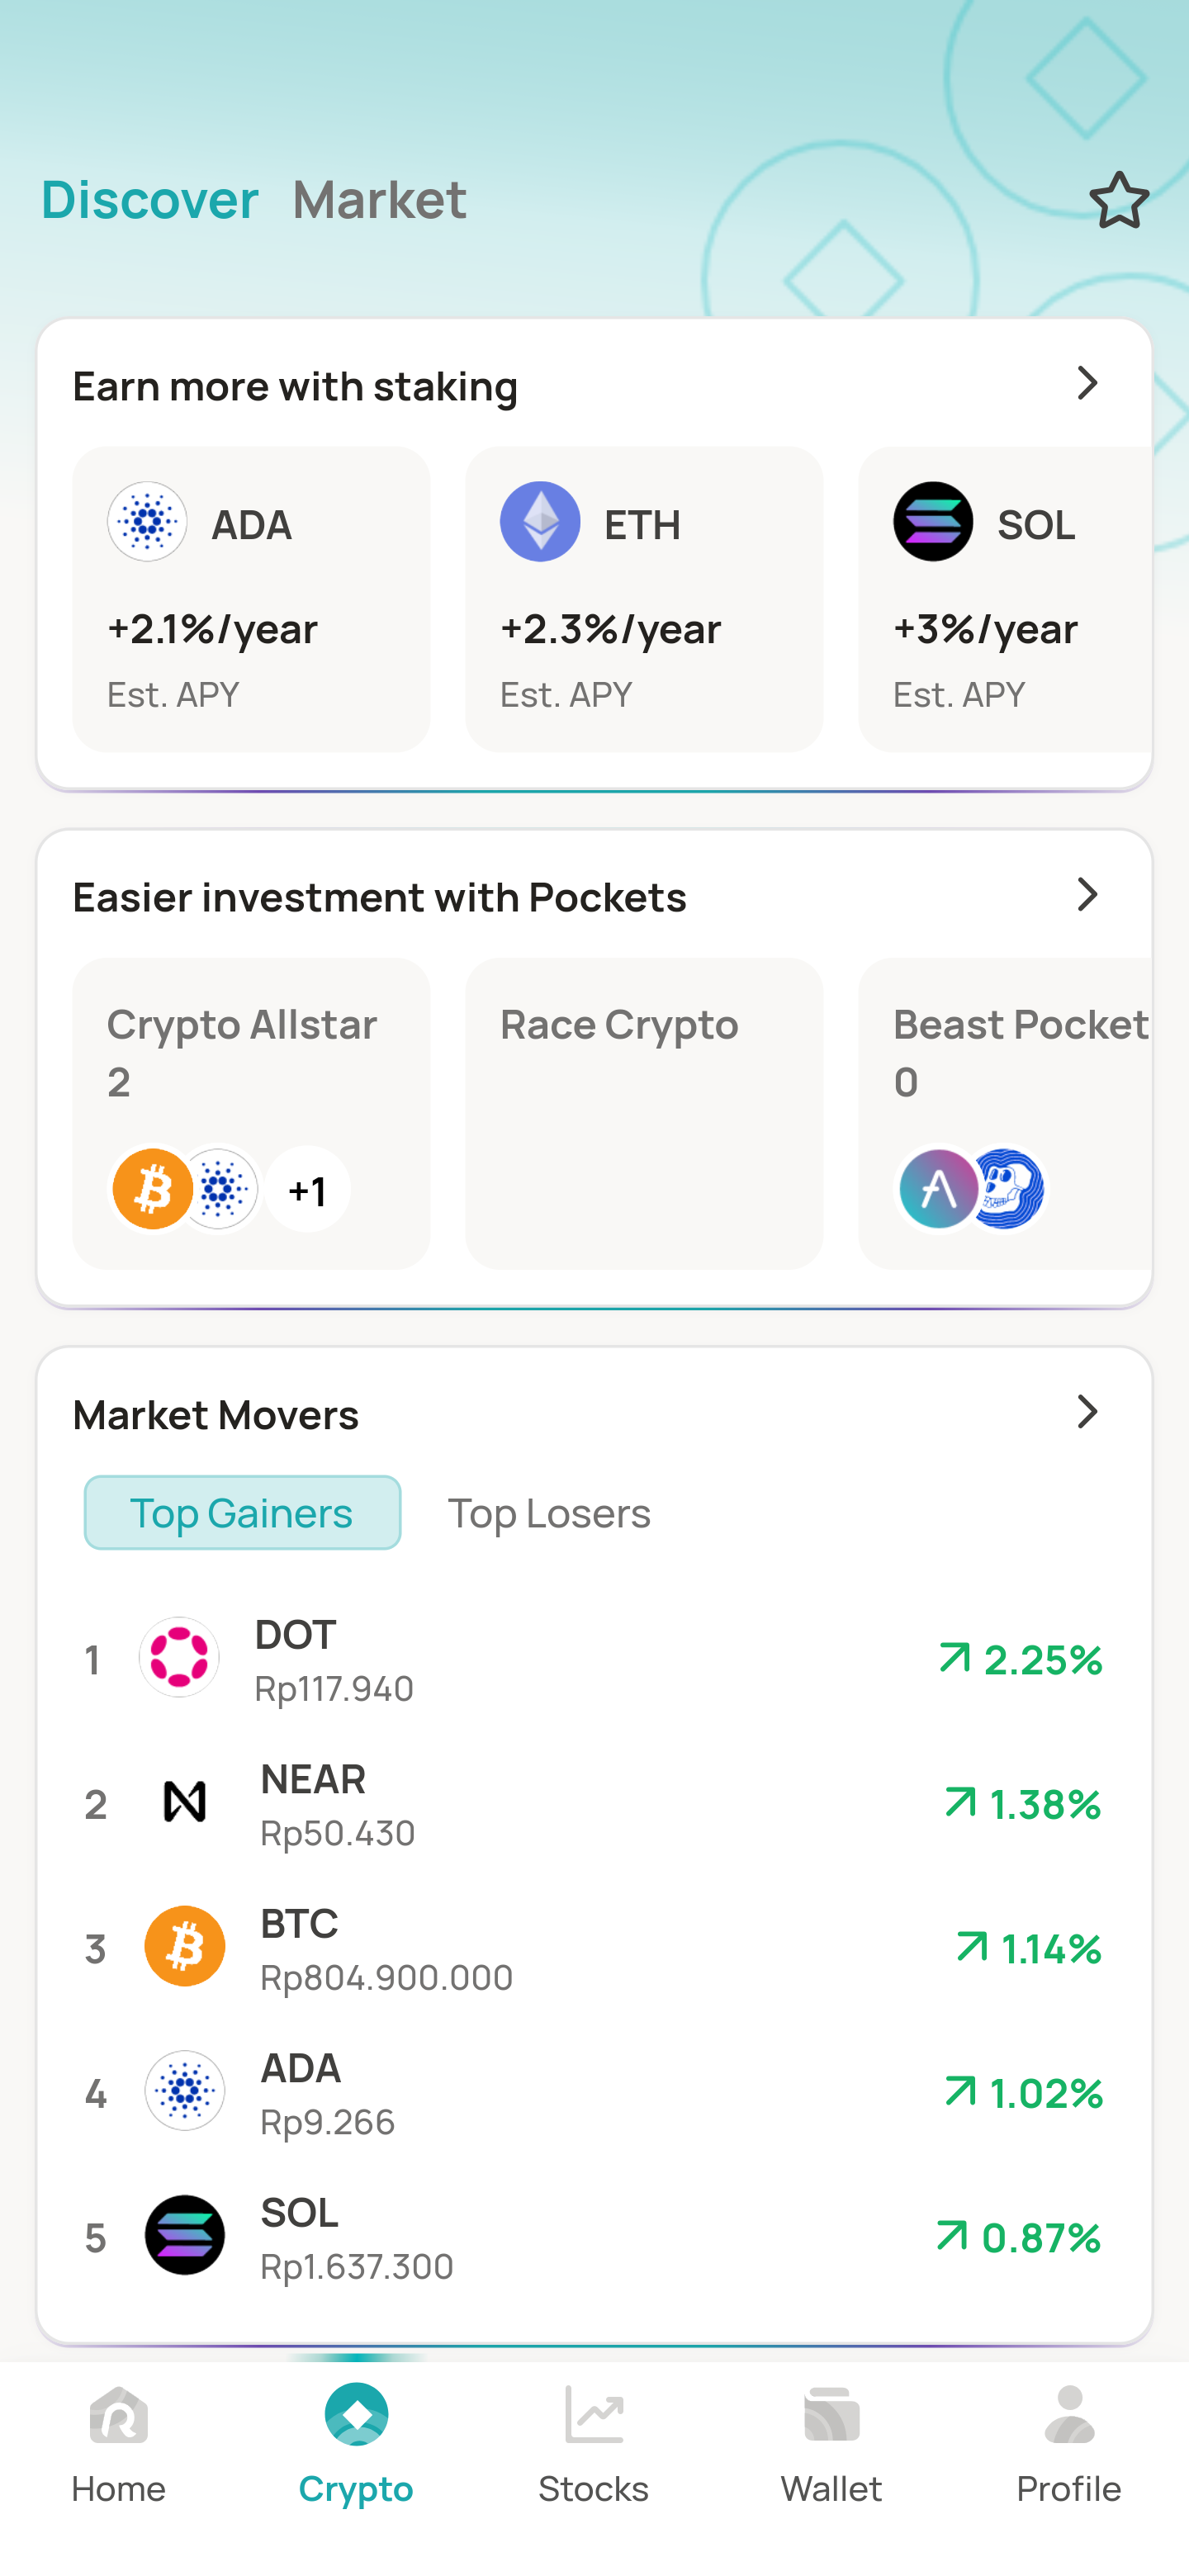 Discover Market
Earn more with staking
ADA
ETH
SOL
+2.1%/year
+2.3%/year
+3%/year
Est. APY
Est. APY
Est. APY
Easier investment with Pockets
Crypto Allstar
2
+1
Race Crypto
Beast Pocket
0
Market Movers
Top Gainers
Top Losers
1
DOT
Rp117.940
2.25%
2
NEAR
Rp50.430
1.38%
3
BTC
Rp804.900.000
1.14%
4
ADA
Rp9.266
1.02%
5
SOL
Rp1.637.300
0.87%
Home
Crypto
Stocks
Wallet
Profile